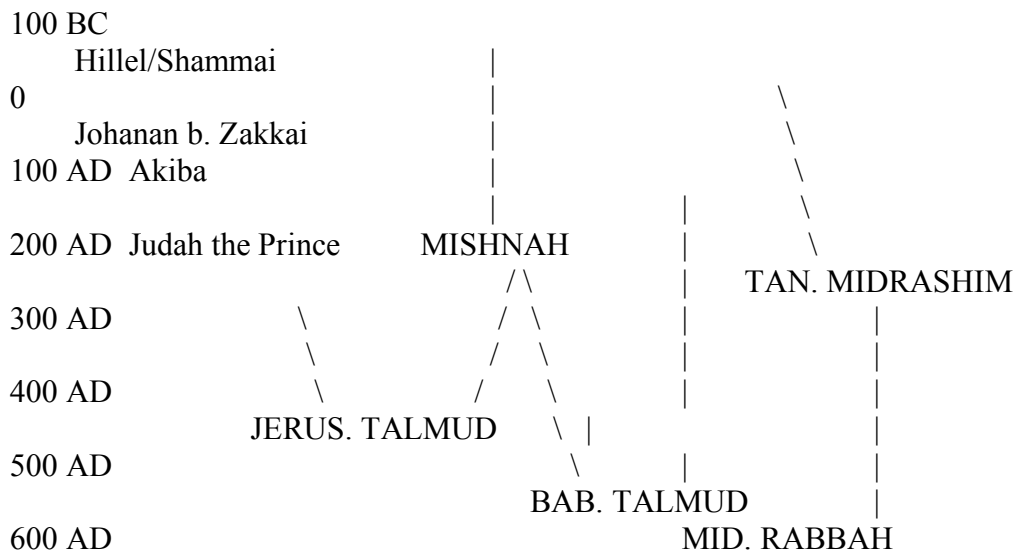 100 BC
Hillel/Shammai
0
Johanan b. Zakkai
100 AD Akiba
200 AD Judah the Prince MISHNAH
TAN. MIDRASHIM
300 AD
400 AD
JERUS. TALMUD
500 AD
BAB. TALMUD
600 AD MID. RABBAH